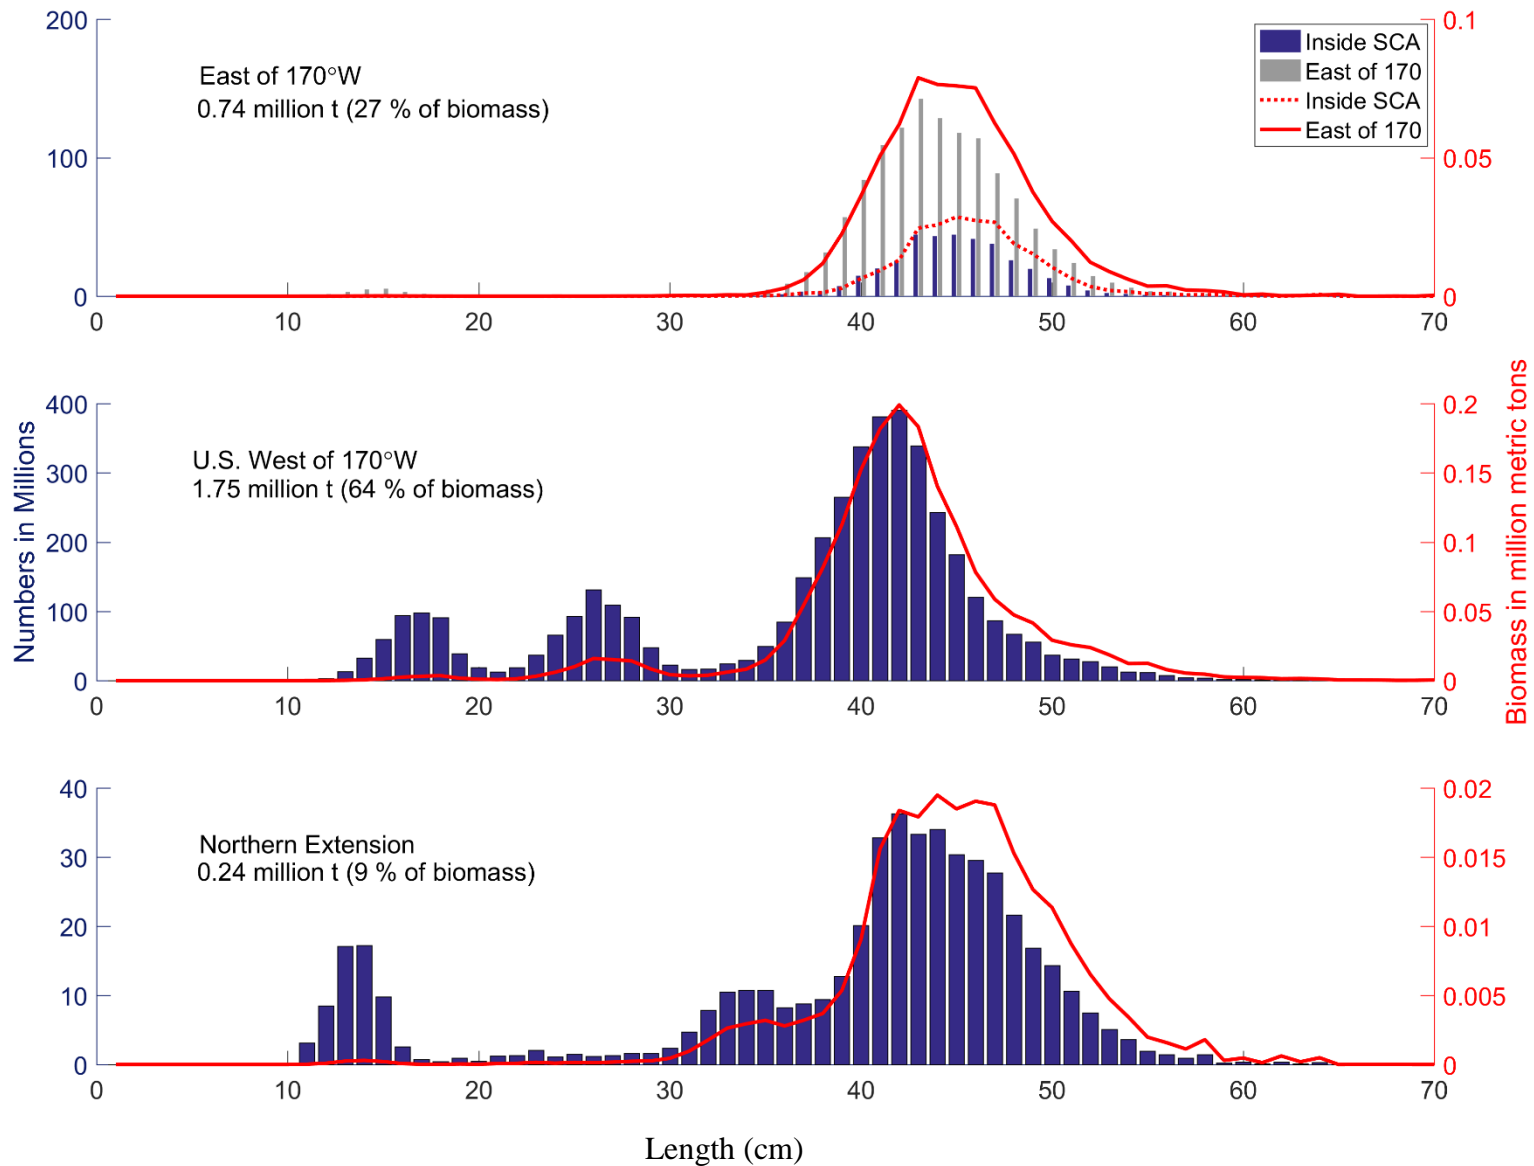 200
100
0
0.1
0.05
0
0 10 20 30 40 50 60 70
East of 170°W
0.74 million t (27 % of biomass)
Inside SCA
East of 170
Inside SCA
East of 170
Numbers in Millions
400
300
200
100
0
0.2
0.15
0.1
0.05
0
0 10 20 30 40 50 60 70
U.S. West of 170°W
1.75 million t (64 % of biomass)
Biomass in million metric tons
40
30
20
10
0
0.02
0.015
0.01
0.005
0
0 10 20 30 40 50 60 70
Northern Extension
0.24 million t (9 % of biomass)
Length (cm)